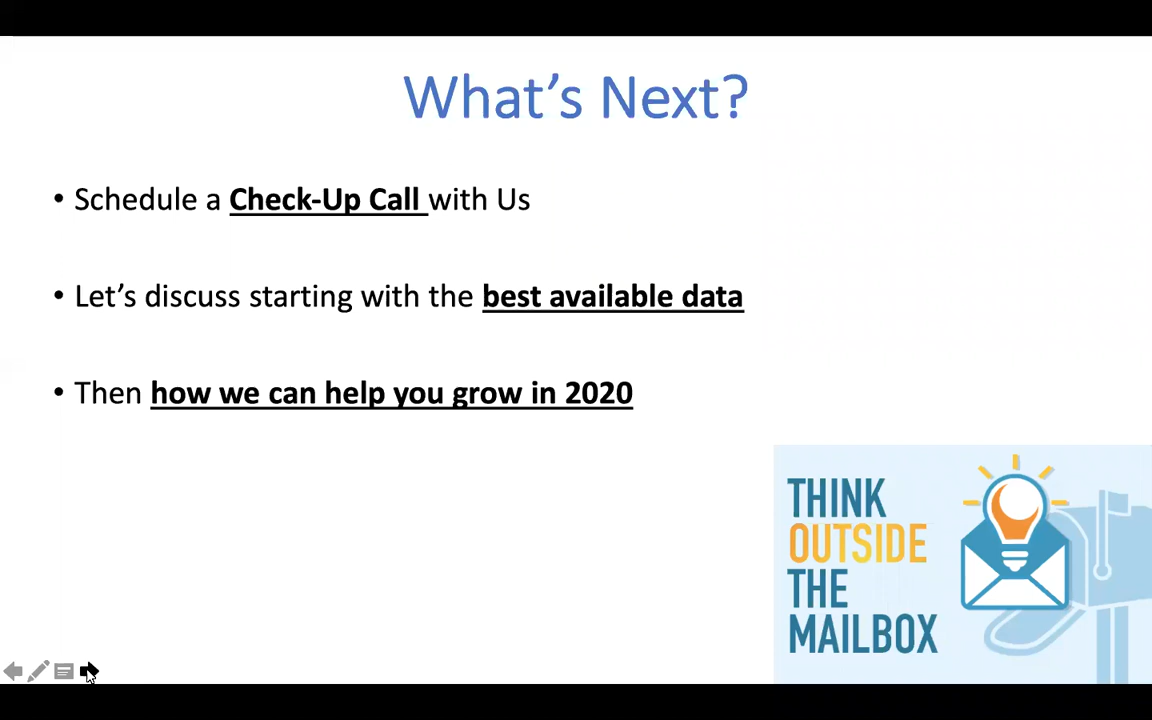 What's Next?
• Schedule a Check-Up Call with Us
• Let's discuss starting with the best available data
• Then how we can help you grow in 2020
THINK
OUTSIDE
THE
MAILBOX